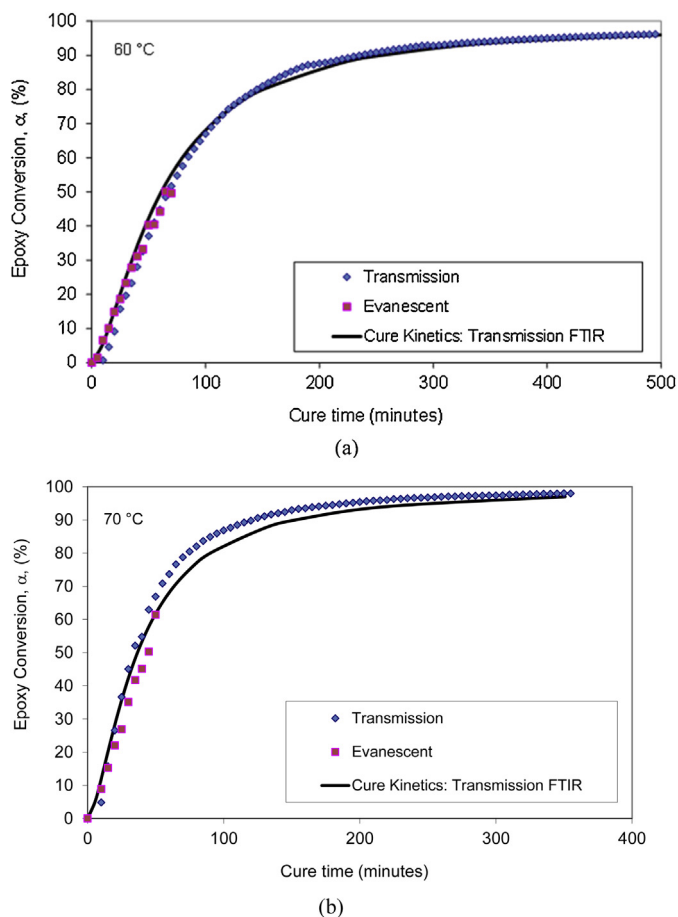 100
60 °C
90
80
70
60
50
40
30
20
10
0
Epoxy Conversion, α, (%)
Transmission
Evanescent
Cure Kinetics: Transmission FTIR
0 100 200 300 400 500
Cure time (minutes)
(a)
100
70 °C
90
80
70
60
50
40
30
20
10
0
Epoxy Conversion, α, (%)
Transmission
Evanescent
Cure Kinetics: Transmission FTIR
0 100 200 300 400
Cure time (minutes)
(b)